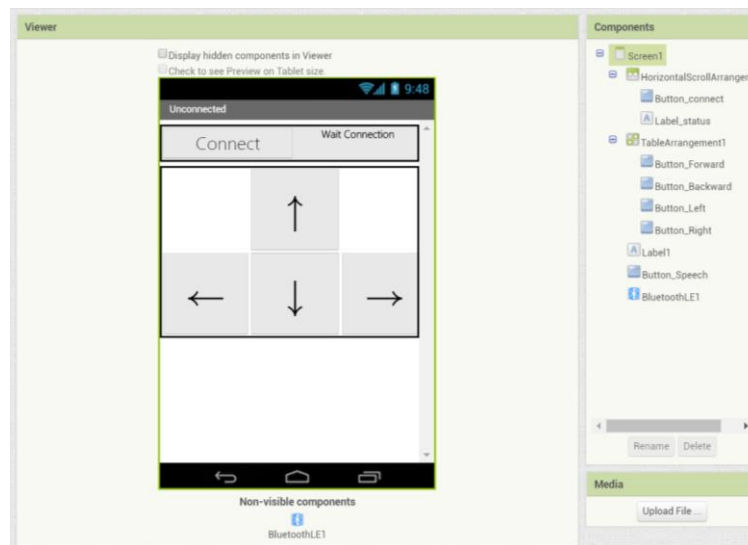 Viewer
Display hidden components in Viewer
Check to see Preview on Tablet size.
9:48
Unconnected
Connect
Wait Connection
Non-visible components
BluetoothLE1
Components
Screen1
HorizontalScrollArranger
Button_connect
Label_status
TableArrangement1
Button_Forward
Button_Backward
Button_Left
Button_Right
Label1
Button_Speech
BluetoothLE1
Rename Delete
Media
Upload File ...